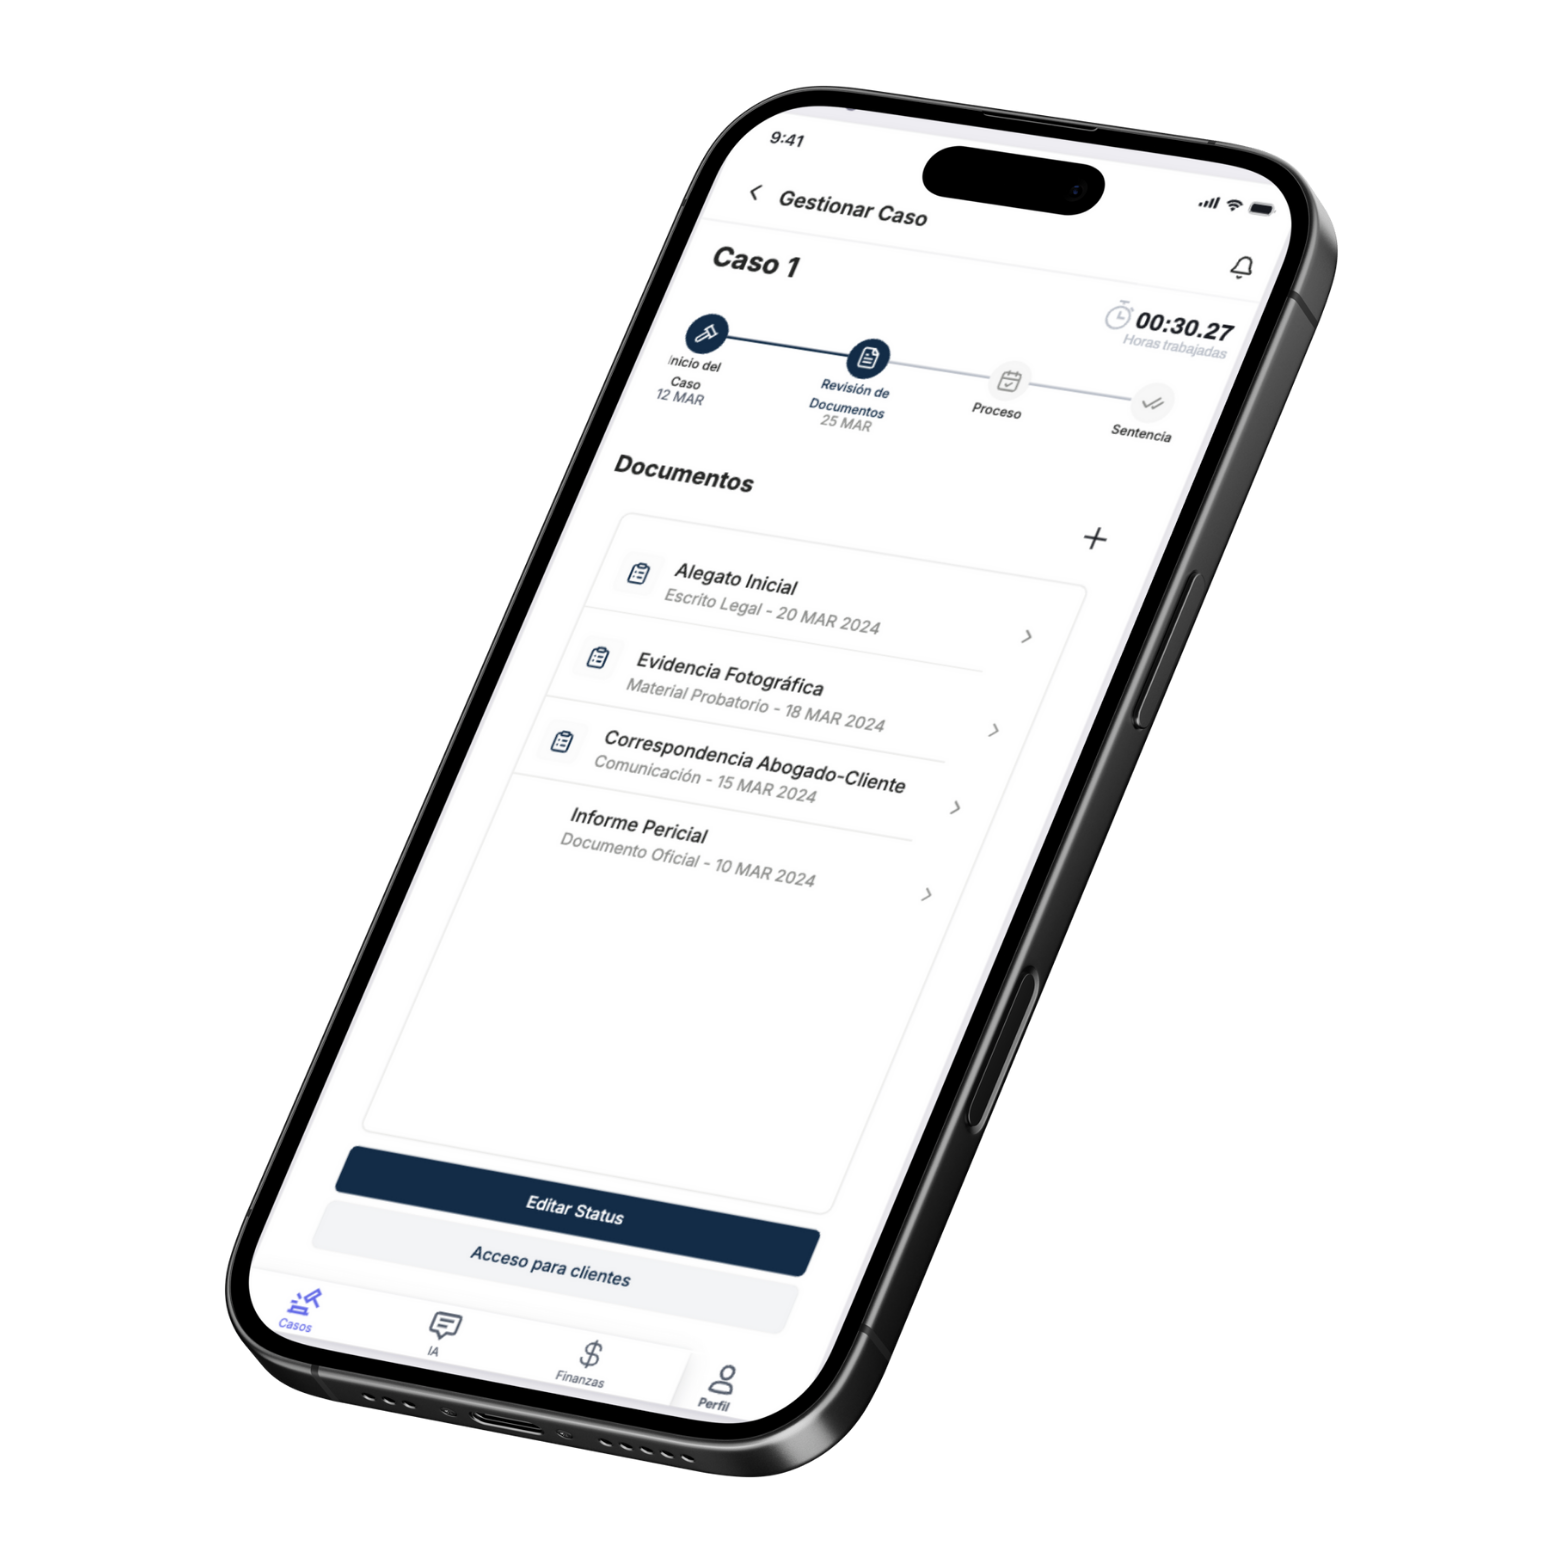 9:41
Gestionar Caso
Caso 1
00:30.27
Horas trabajadas
Inicio del
Caso
12 MAR
Revisión de
Documentos
25 MAR
Proceso
Sentencia
Documentos
Alegato Inicial
Escrito Legal - 20 MAR 2024
Evidencia Fotográfica
Material Probatorio - 18 MAR 2024
Correspondencia Abogado-Cliente
Comunicación - 15 MAR 2024
Informe Pericial
Documento Oficial - 10 MAR 2024
Editar Status
Acceso para clientes
Casos
IA
Finanzas
Perfil